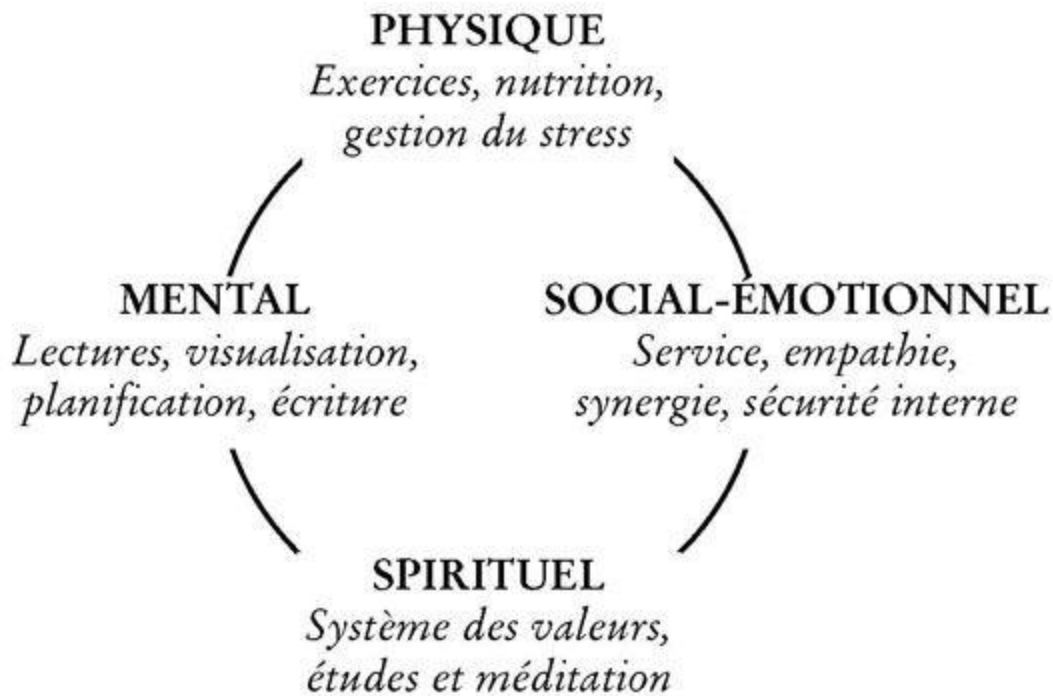 PHYSIQUE
Exercices, nutrition,
gestion du stress
MENTAL
Lectures, visualisation,
planification, écriture
SOCIAL-ÉMOTIONNEL
Service, empathie,
synergie, sécurité interne
SPIRITUEL
Système des valeurs,
études et méditation